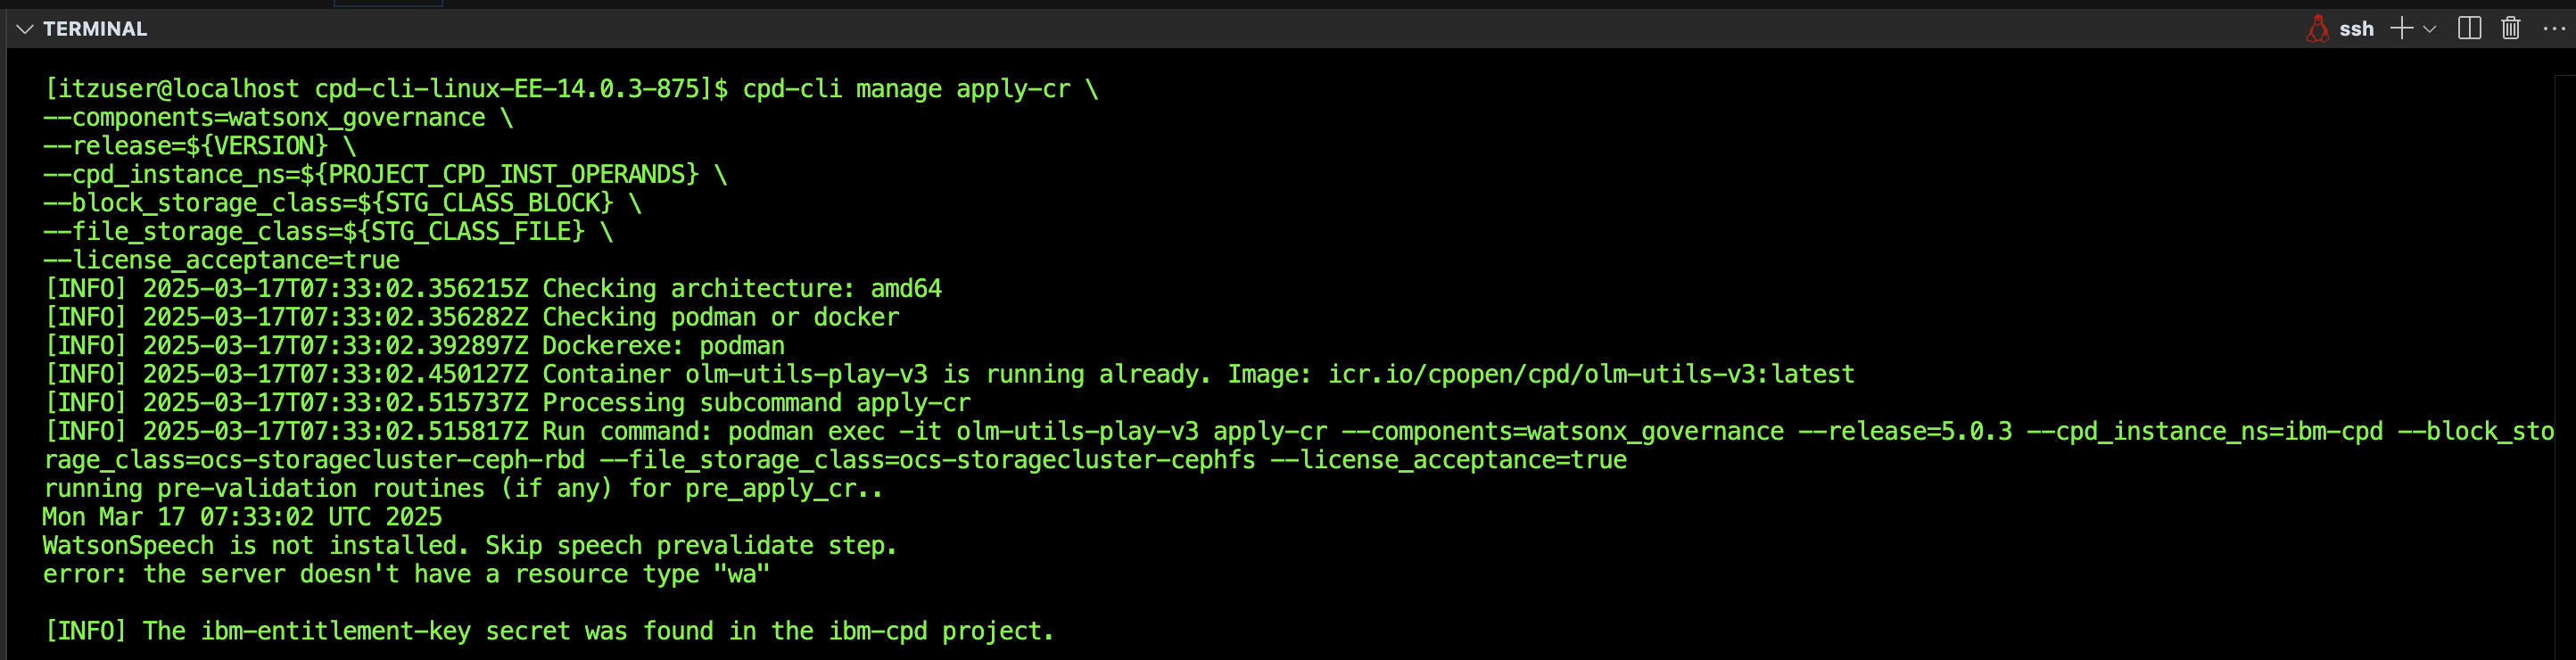 TERMINAL
ssh
[itzuser@localhost cpd-cli-linux-EE-14.0.3-875]$ cpd-cli manage apply-cr \
--components=watsonx_governance \
--release=${VERSION} \
--cpd_instance_ns=${PROJECT_CPD_INST_OPERANDS} \
--block_storage_class=${STG_CLASS_BLOCK} \
--file_storage_class=${STG_CLASS_FILE} \
--license_acceptance=true
[INFO] 2025-03-17T07:33:02.356215Z Checking architecture: amd64
[INFO] 2025-03-17T07:33:02.356282Z Checking podman or docker
[INFO] 2025-03-17T07:33:02.392897Z Dockerexe: podman
[INFO] 2025-03-17T07:33:02.450127Z Container olm-utils-play-v3 is running already. Image: icr.io/cpopen/cpd/olm-utils-v3:latest
[INFO] 2025-03-17T07:33:02.515737Z Processing subcommand apply-cr
[INFO] 2025-03-17T07:33:02.515817Z Run command: podman exec -it olm-utils-play-v3 apply-cr --components=watsonx_governance --release=5.0.3 --cpd_instance_ns=ibm-cpd --block_sto
rage_class=ocs-storagecluster-ceph-rbd --file_storage_class=ocs-storagecluster-cephfs --license_acceptance=true
running pre-validation routines (if any) for pre_apply_cr..
Mon Mar 17 07:33:02 UTC 2025
WatsonSpeech is not installed. Skip speech prevalidate step.
error: the server doesn't have a resource type "wa"
[INFO] The ibm-entitlement-key secret was found in the ibm-cpd project.